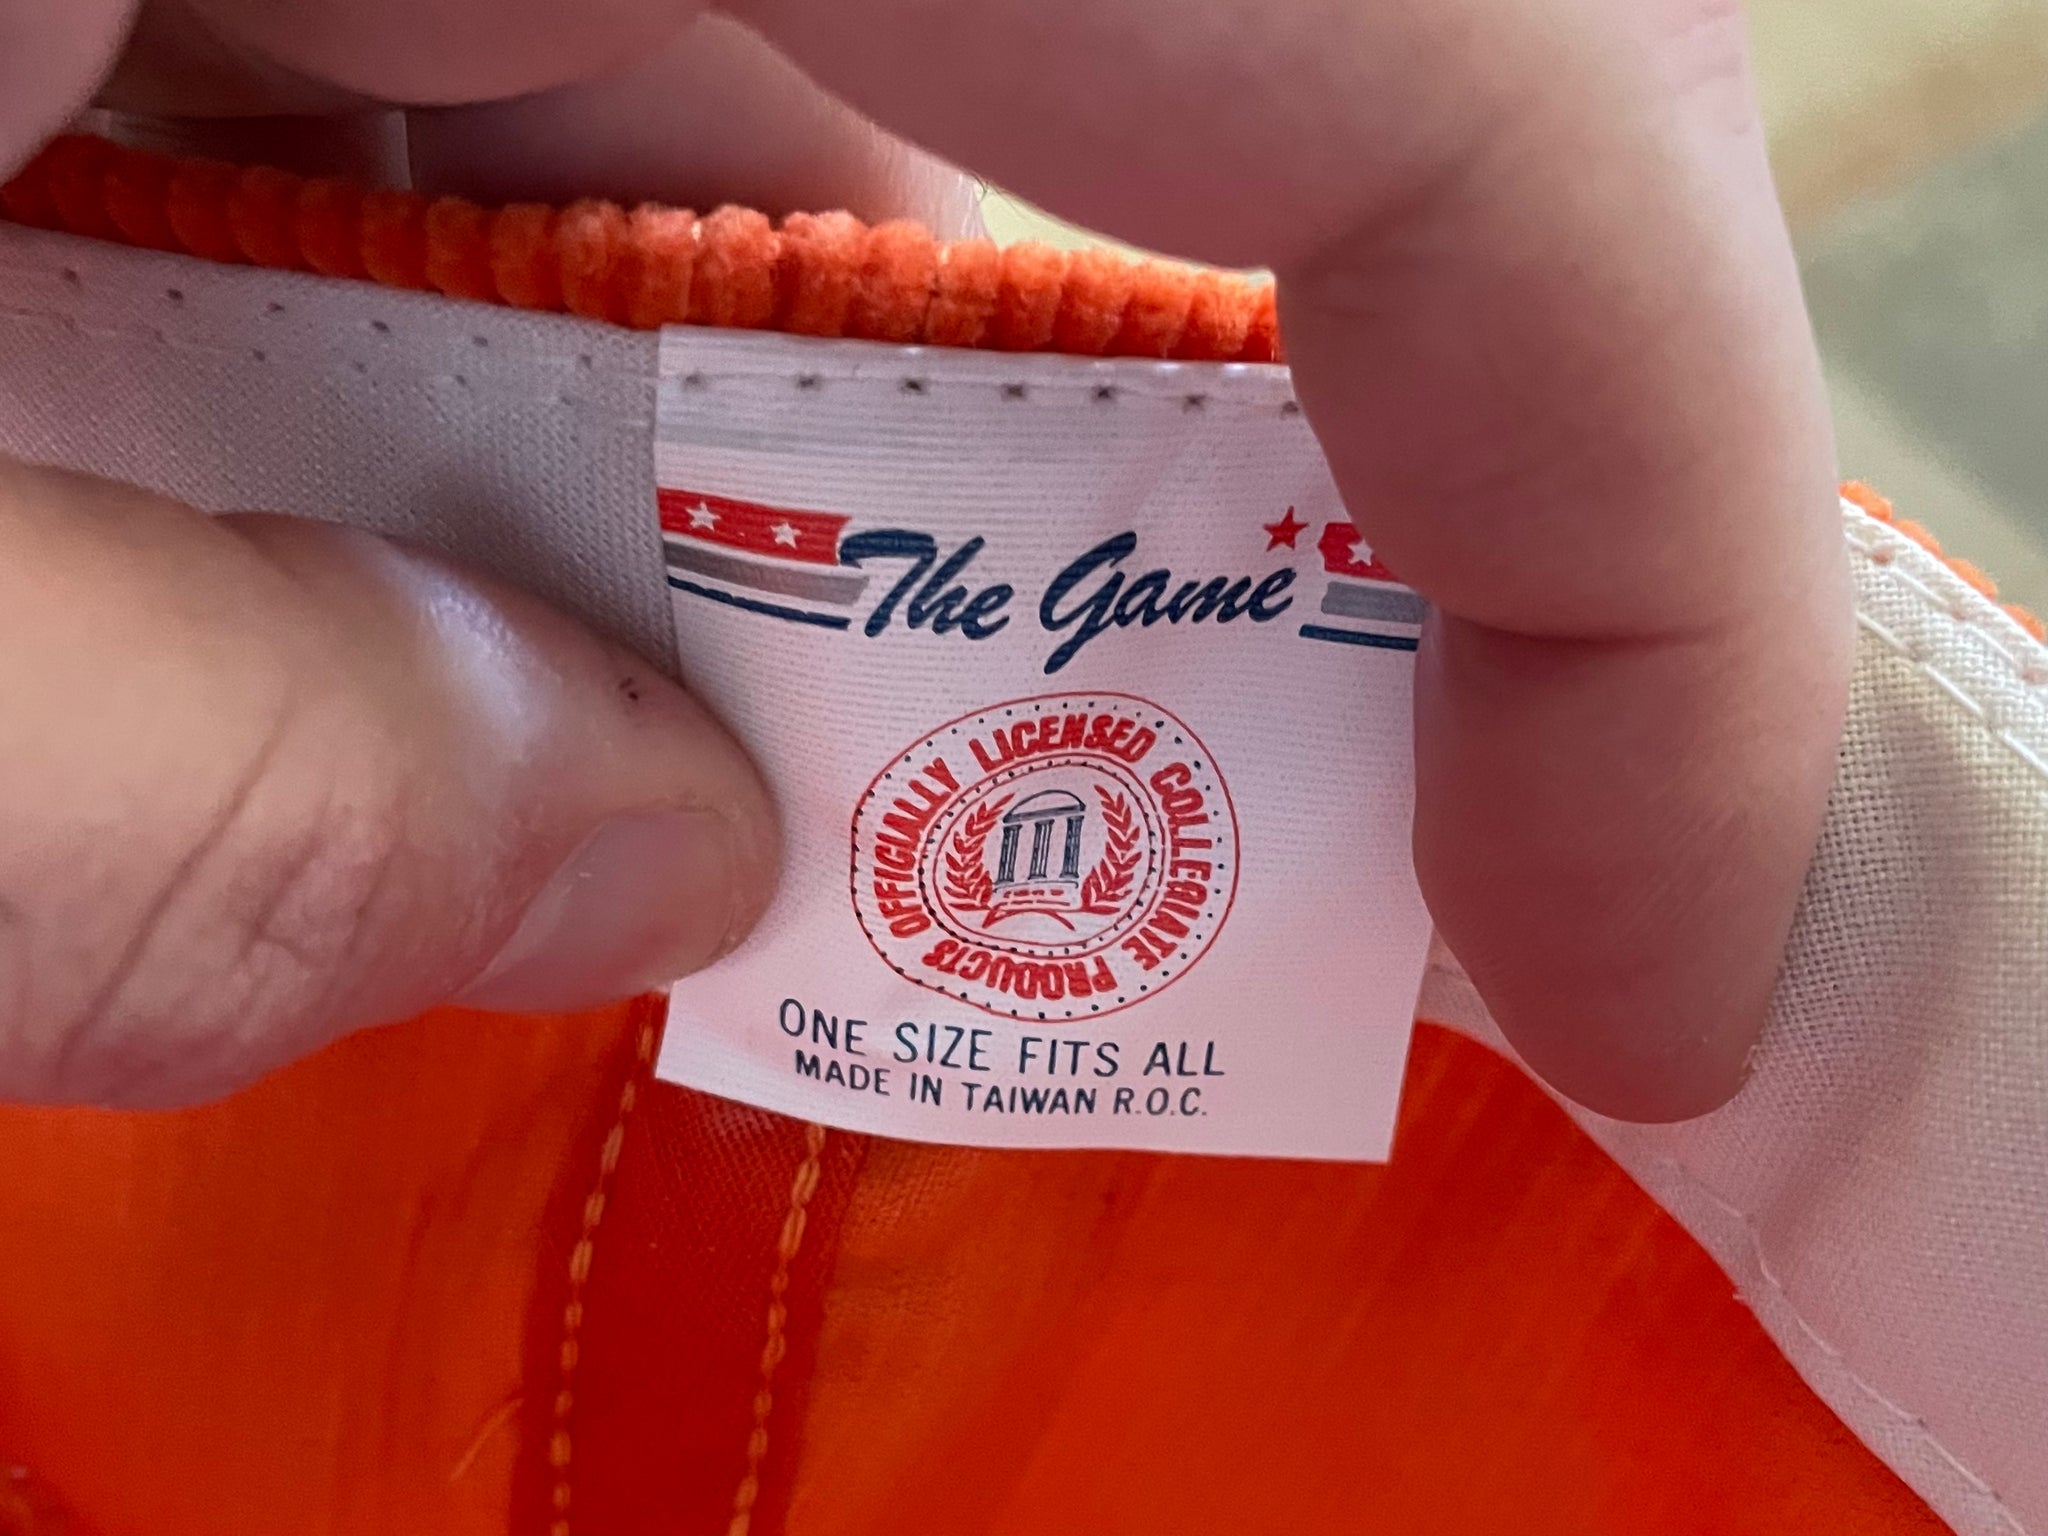 The Game
OFFICIALLY LICENSED COLLEGIATE PRODUCTS
ONE SIZE FITS ALL
MADE IN TAIWAN R.O.C.